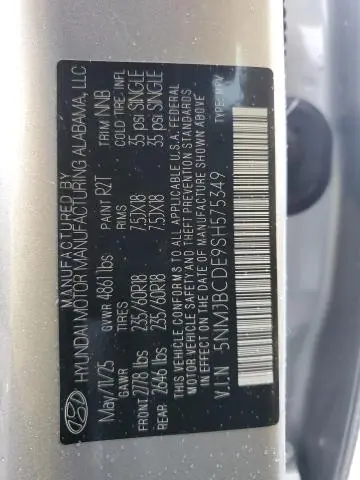 MANUFACTURED BY
HYUNDAI MOTOR MANUFACTURING ALABAMA, LLC
May/1/25 GVWR 4861 lbs PAINT R2T TRIM NNB
GAWR TIRES RIMS COLD TIRE INFL.
FRONT 2778 lbs 235/60R18 7.5JX18 35 psi SINGLE
REAR 2646 lbs 235/60R18 7.5JX18 35 psi SINGLE
THIS VEHICLE CONFORMS TO ALL APPLICABLE U.S.A. FEDERAL
MOTOR VEHICLE SAFETY AND THEFT PREVENTION STANDARDS
IN EFFECT ON THE DATE OF MANUFACTURE SHOWN ABOVE.
V.I.N 5NMJBCDE9SH575349 TYPE: MPV